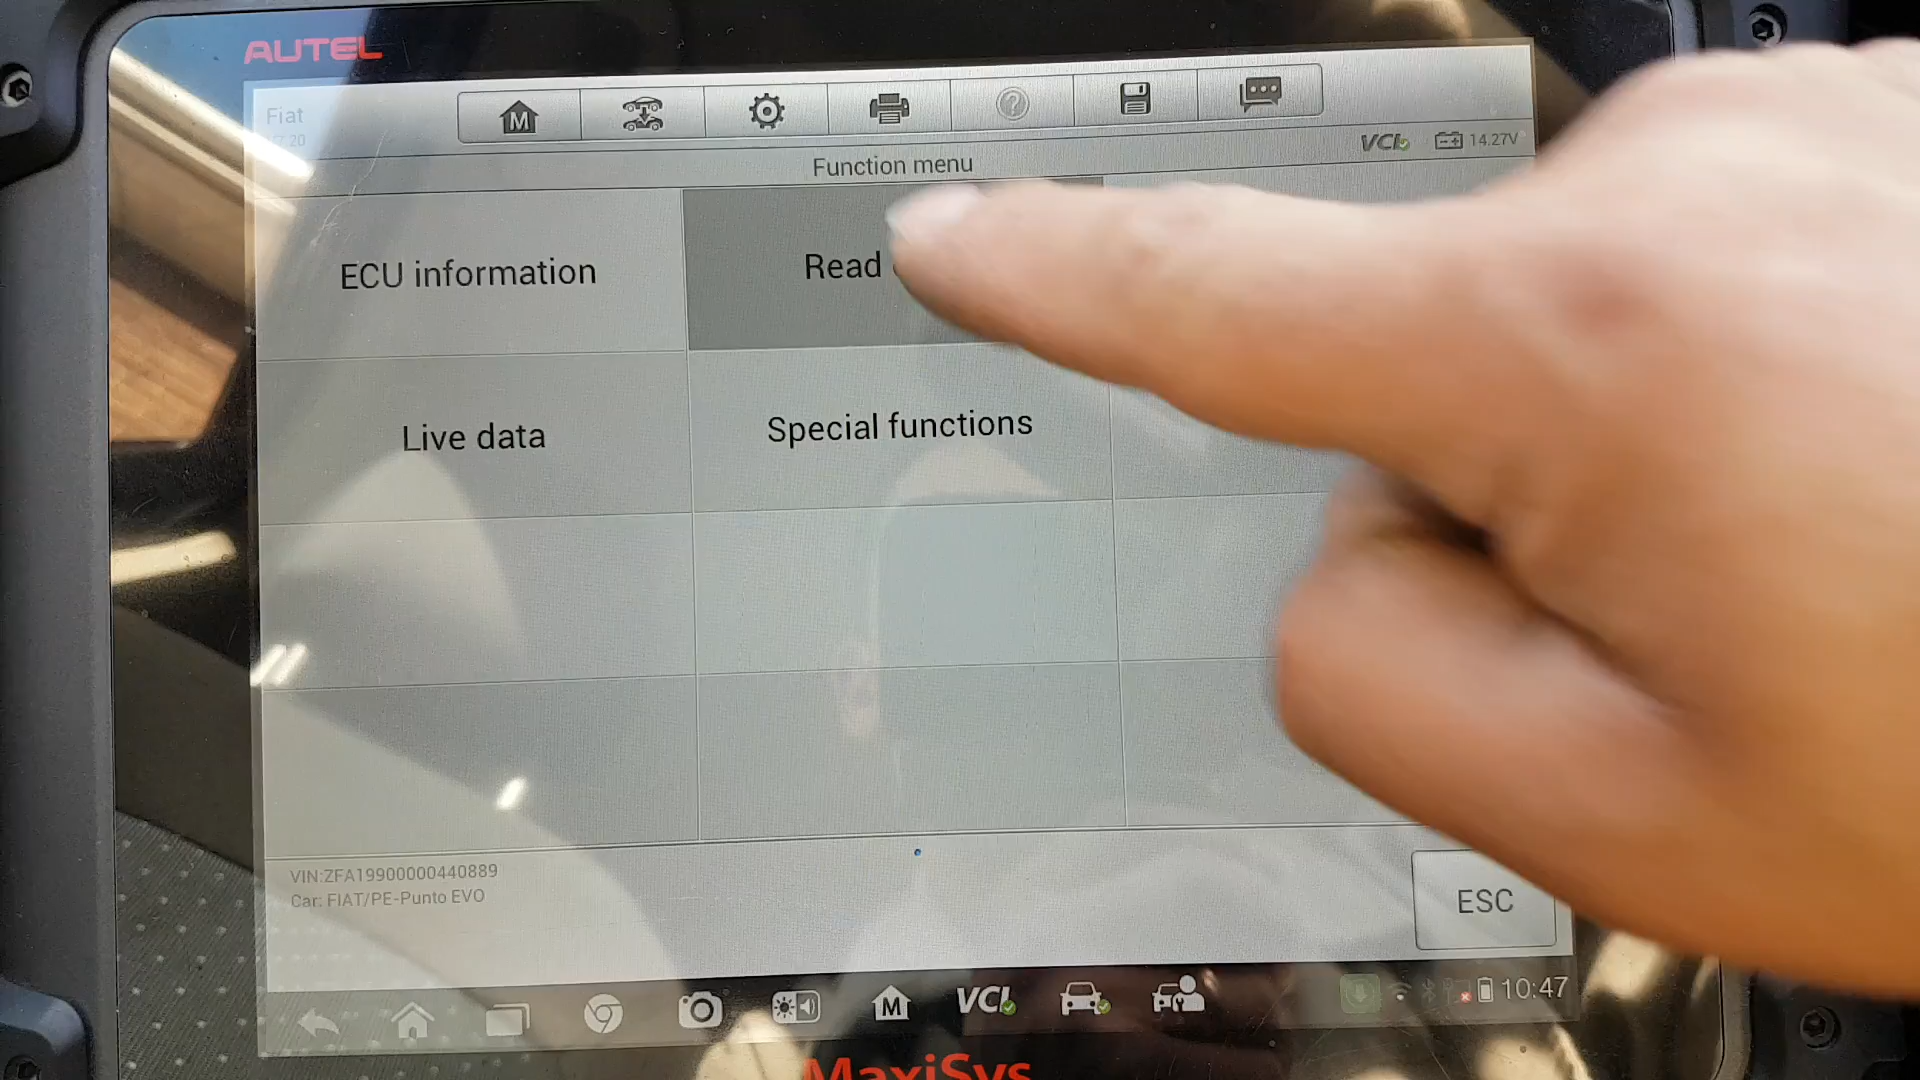 AUTEL
Fiat
M
?
VCI
14.27V
Function menu
ECU information
Read
Live data
Special functions
VIN:ZFA19900000440889
Car: FIAT/PE-Punto EVO
ESC
M
VCI
10:47
MaxiSys